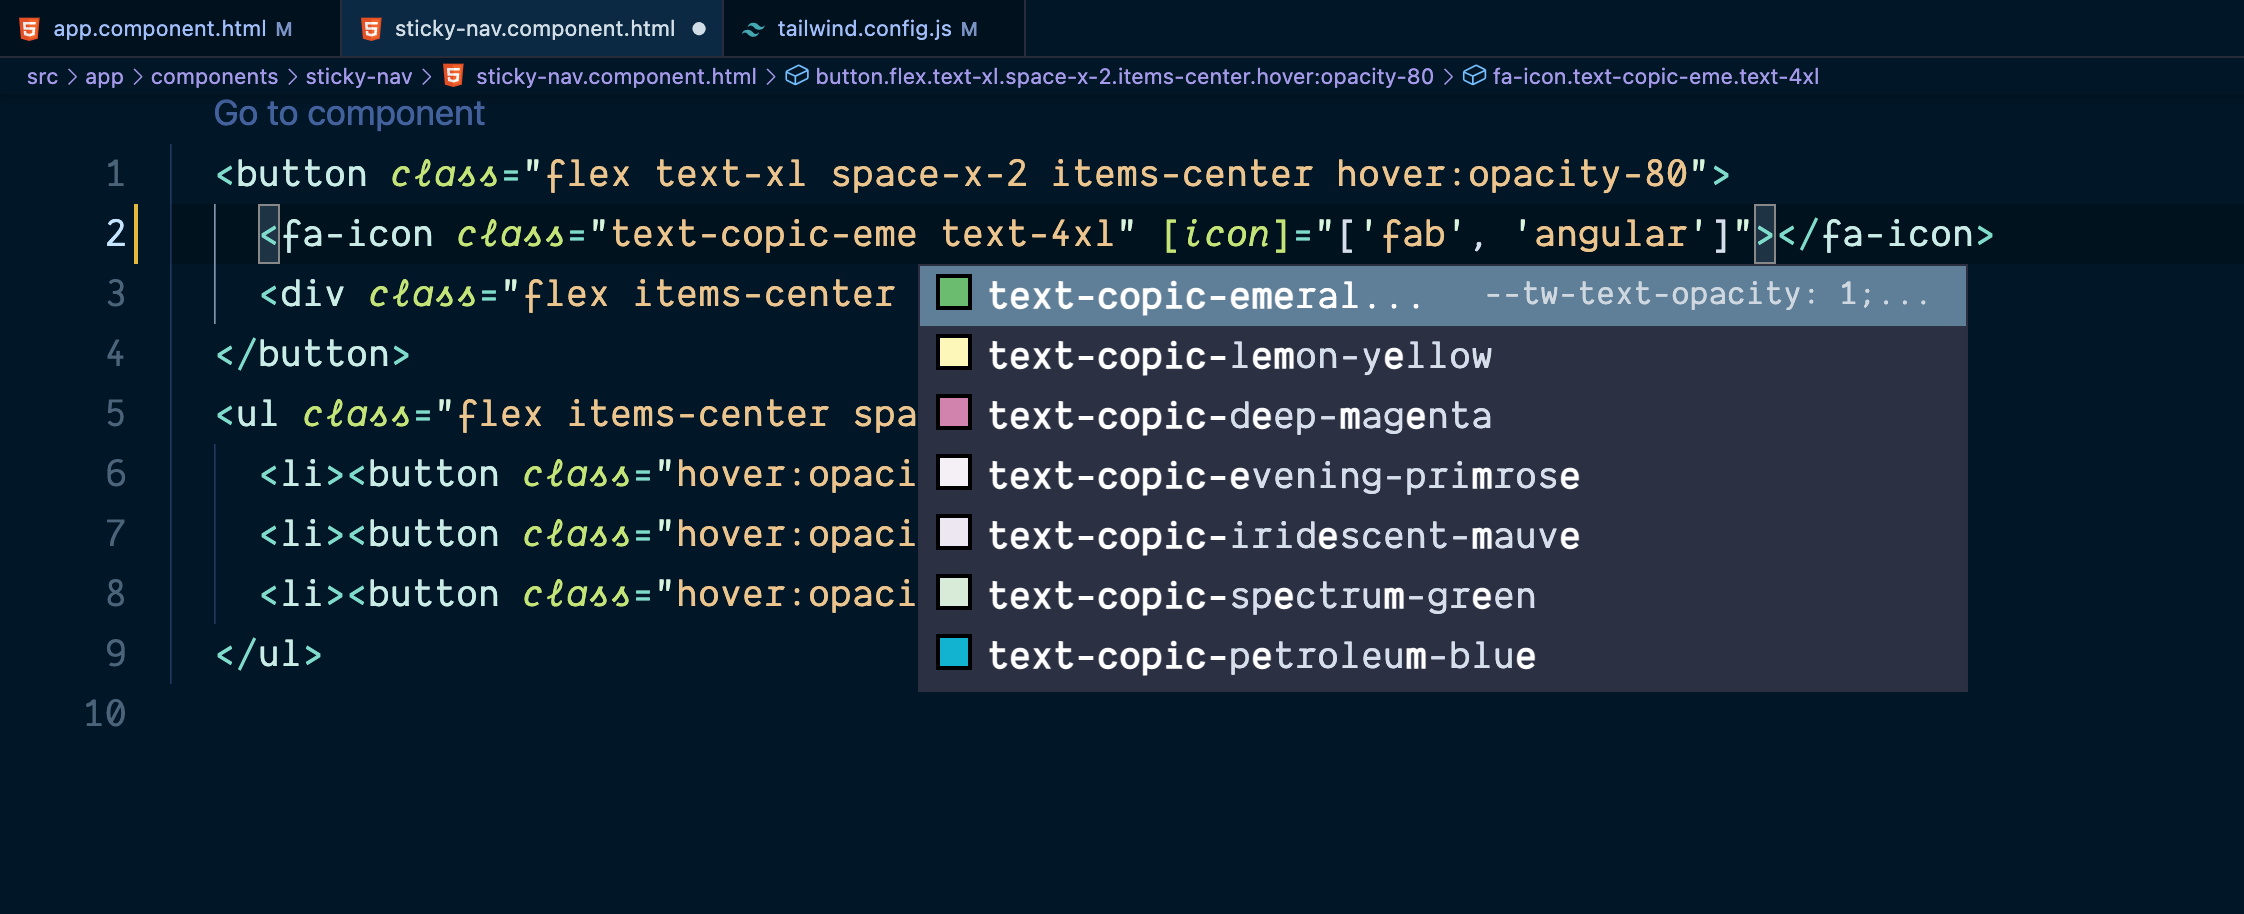 app.component.html M sticky-nav.component.html tailwind.config.js M
src > app > components > sticky-nav > sticky-nav.component.html > button.flex.text-xl.space-x-2.items-center.hover:opacity-80 > fa-icon.text-copic-eme.text-4xl
Go to component
1 <button class="flex text-xl space-x-2 items-center hover:opacity-80">
2 <fa-icon class="text-copic-eme text-4xl" [icon]="['fab', 'angular']"></fa-icon>
3 <div class="flex items-center
4 </button>
5 <ul class="flex items-center spa
6 <li><button class="hover:opaci
7 <li><button class="hover:opaci
8 <li><button class="hover:opaci
9 </ul>
10
text-copic-emeral... --tw-text-opacity: 1;...
text-copic-lemon-yellow
text-copic-deep-magenta
text-copic-evening-primrose
text-copic-iridescent-mauve
text-copic-spectrum-green
text-copic-petroleum-blue